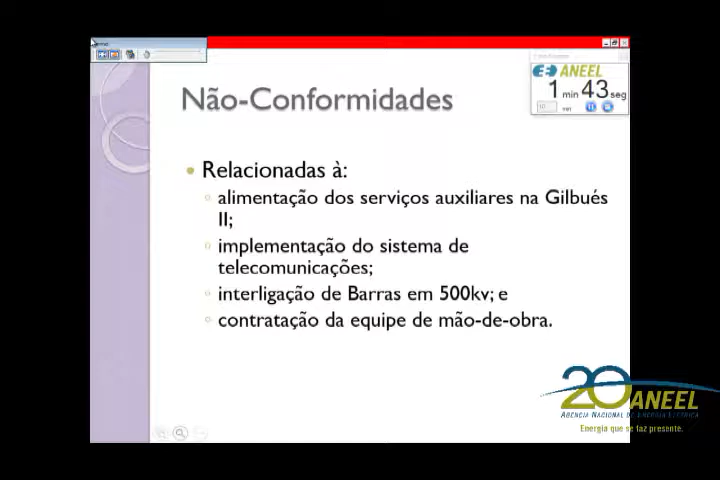 ANEEL
1 min 43 seg
Não-Conformidades
Relacionadas à:
alimentação dos serviços auxiliares na Gilbués
II;
implementação do sistema de
telecomunicações;
interligação de Barras em 500kv; e
contratação da equipe de mão-de-obra.
20 ANEEL
AGÊNCIA NACIONAL DE ENERGIA ELÉTRICA
Energia que se faz presente.